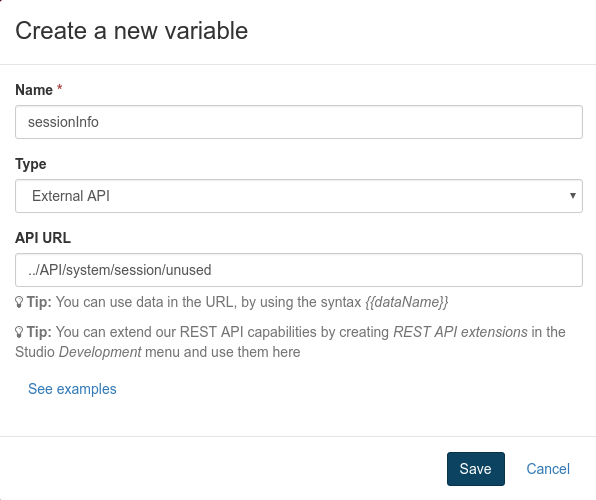 Create a new variable
Name *
sessionInfo
Type
External API
API URL
../API/system/session/unused
Tip: You can use data in the URL, by using the syntax {{dataName}}
Tip: You can extend our REST API capabilities by creating REST API extensions in the
Studio Development menu and use them here
See examples
Save Cancel